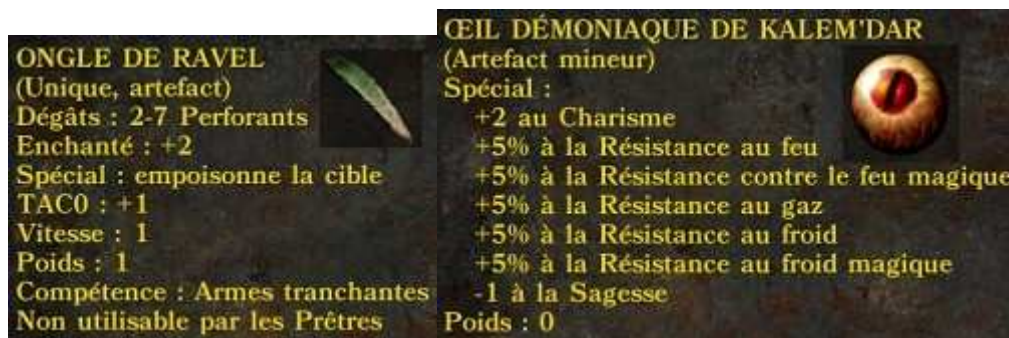 ONGLE DE RAVEL
(Unique, artefact)
Dégâts : 2-7 Perforants
Enchanté : +2
Spécial : empoisonne la cible
TAC0 : +1
Vitesse : 1
Poids : 1
Compétence : Armes tranchantes
Non utilisable par les Prêtres
ŒIL DÉMONIAQUE DE KALEM'DAR
(Artefact mineur)
Spécial :
+2 au Charisme
+5% à la Résistance au feu
+5% à la Résistance contre le feu magique
+5% à la Résistance au gaz
+5% à la Résistance au froid
+5% à la Résistance au froid magique
-1 à la Sagesse
Poids : 0